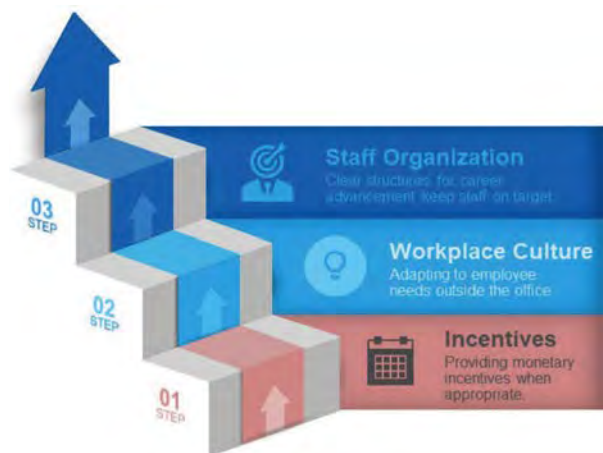 Staff Organization
Clear structures for career
advancement keep staff on target.
03
STEP
Workplace Culture
Adapting to employee
needs outside the office
02
STEP
Incentives
Providing monetary
incentives when
appropriate.
01
STEP